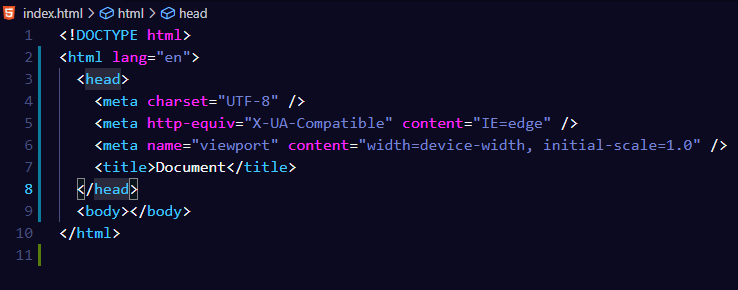 index.html > html > head
1 <!DOCTYPE html>
2 <html lang="en">
3 <head>
4 <meta charset="UTF-8" />
5 <meta http-equiv="X-UA-Compatible" content="IE=edge" />
6 <meta name="viewport" content="width=device-width, initial-scale=1.0" />
7 <title>Document</title>
8 </head>
9 <body></body>
10 </html>
11